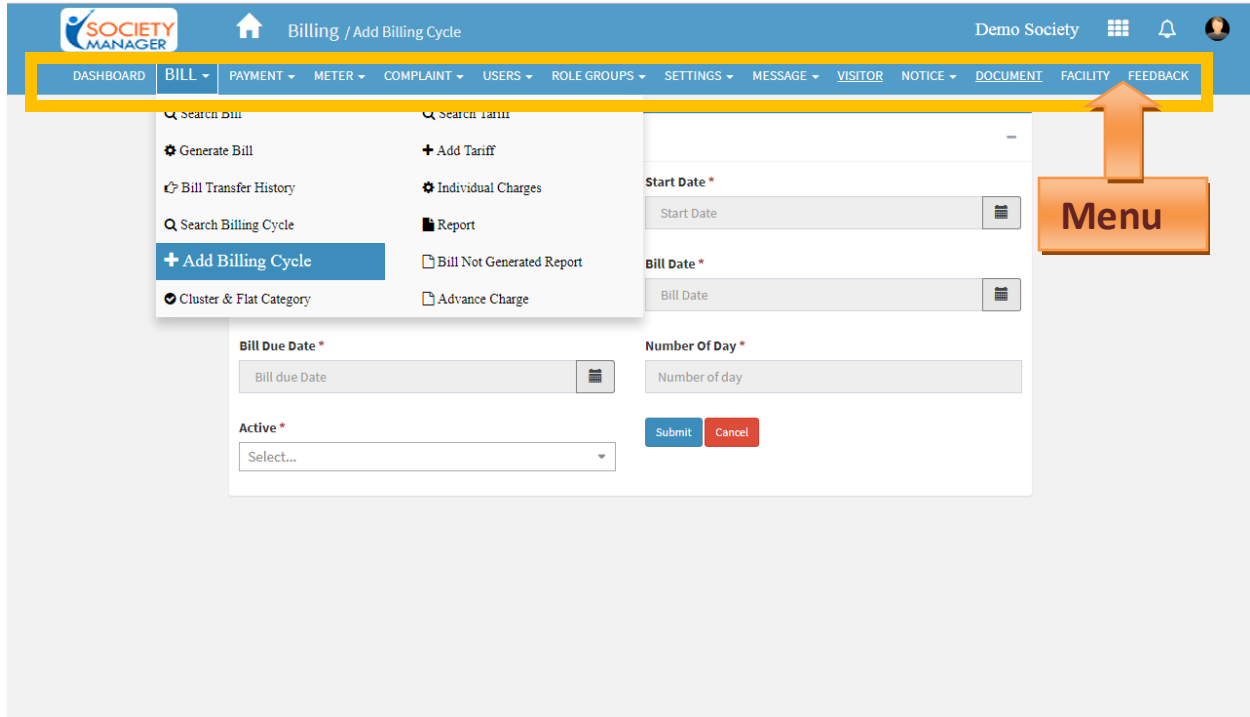 SOCIETY
MANAGER
Billing / Add Billing Cycle
Demo Society
DASHBOARD BILL PAYMENT METER COMPLAINT USERS ROLE GROUPS SETTINGS MESSAGE VISITOR NOTICE DOCUMENT FACILITY FEEDBACK
Search Bill
Search Tariff
Generate Bill
Add Tariff
Bill Transfer History
Individual Charges
Search Billing Cycle
Report
Add Billing Cycle
Bill Not Generated Report
Cluster & Flat Category
Advance Charge
Start Date *
Start Date
Menu
Bill Date *
Bill Date
Bill Due Date *
Number Of Day *
Bill due Date
Number of day
Active *
Submit Cancel
Select...